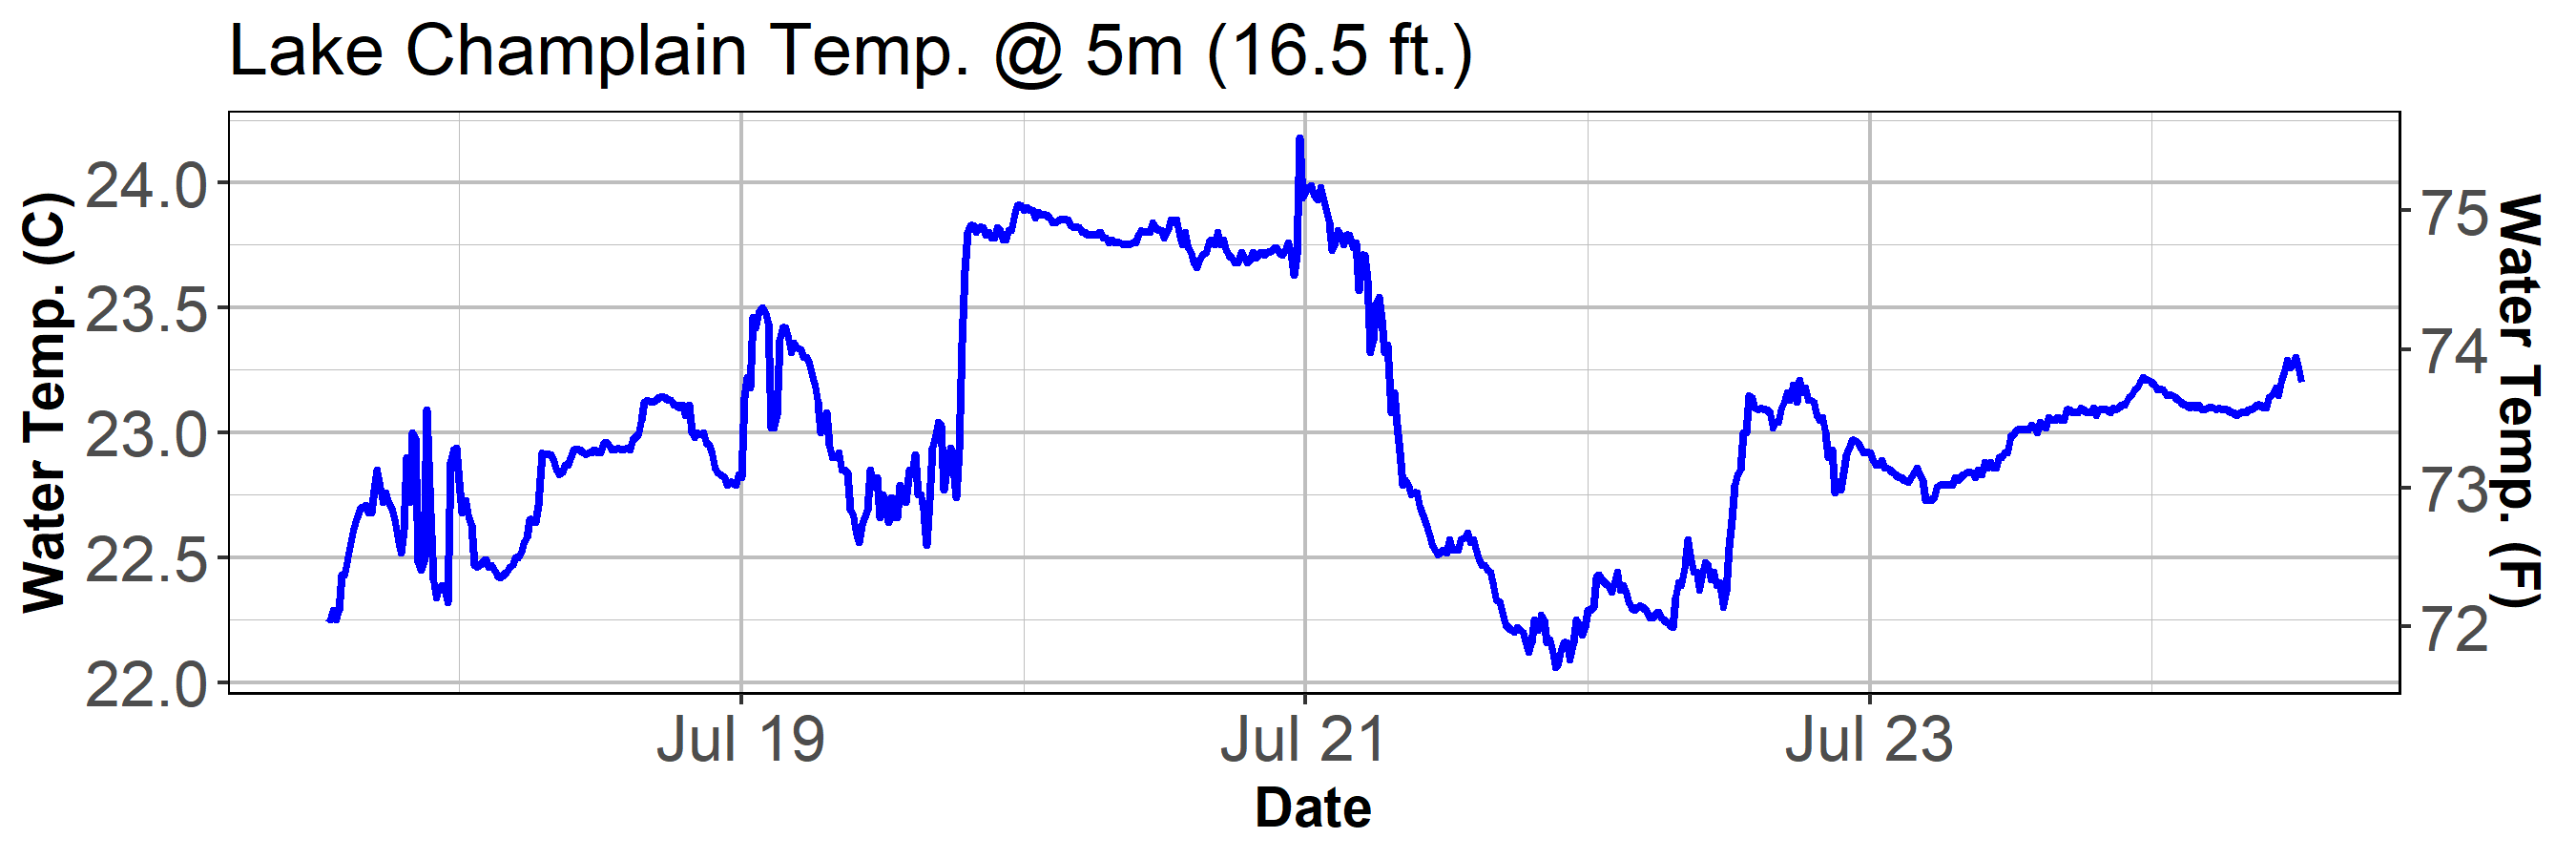 Lake Champlain Temp. @ 5m (16.5 ft.)
Water Temp. (C)
24.0
23.5
23.0
22.5
22.0
75
74
73
72
Water Temp. (F)
Jul 19
Jul 21
Jul 23
Date